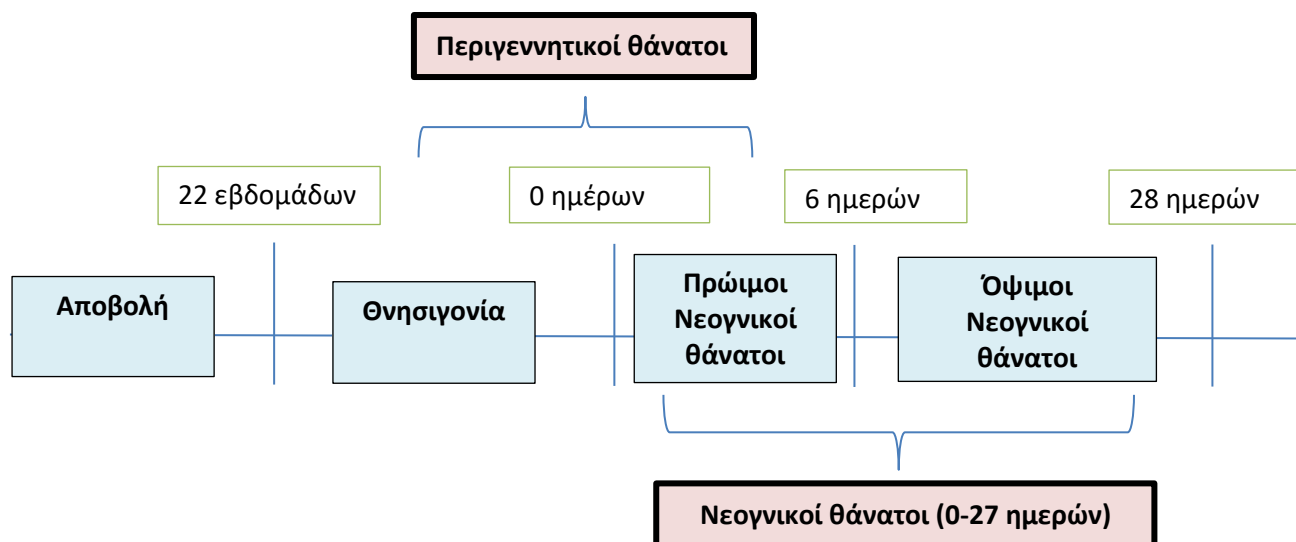 Περιγεννητικοί θάνατοι
22 εβδομάδων
0 ημέρων
6 ημερών
28 ημερών
Αποβολή
Θνησιγονία
Πρώιμοι
Νεογνικοί
θάνατοι
Όψιμοι
Νεογνικοί
θάνατοι
Νεογνικοί θάνατοι (0-27 ημερών)